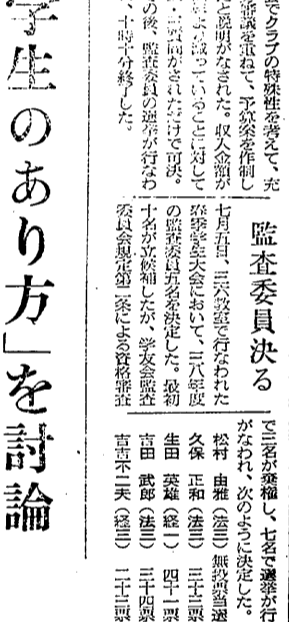 でクラブの特殊性を考えて、充
審議を重ねて、予算案を作制し
て説明がなされた。収入金額が
より減っていることに対して
質問がされただけで可決。
の後、監査委員の選挙が行なわ
、十時十分終了した。
監査委員決る
七月五日、三六教室で行なわれた
春季学生大会において、三八年度
の監査委員五名を決定した。最初
十名が立候補したが、学友会監査
委員会規定第二条による資格審査
で三名が棄権し、七名で選挙が行
がなわれ、次のように決定した。
松村 由雅(法三)無投票当選
久保 正和(法三)三十三票
生田 英雄(経一)四十一票
吉田 武郎(法三)三十四票
吉吉不二夫(経三)二十三票
学生のあり方」を討論